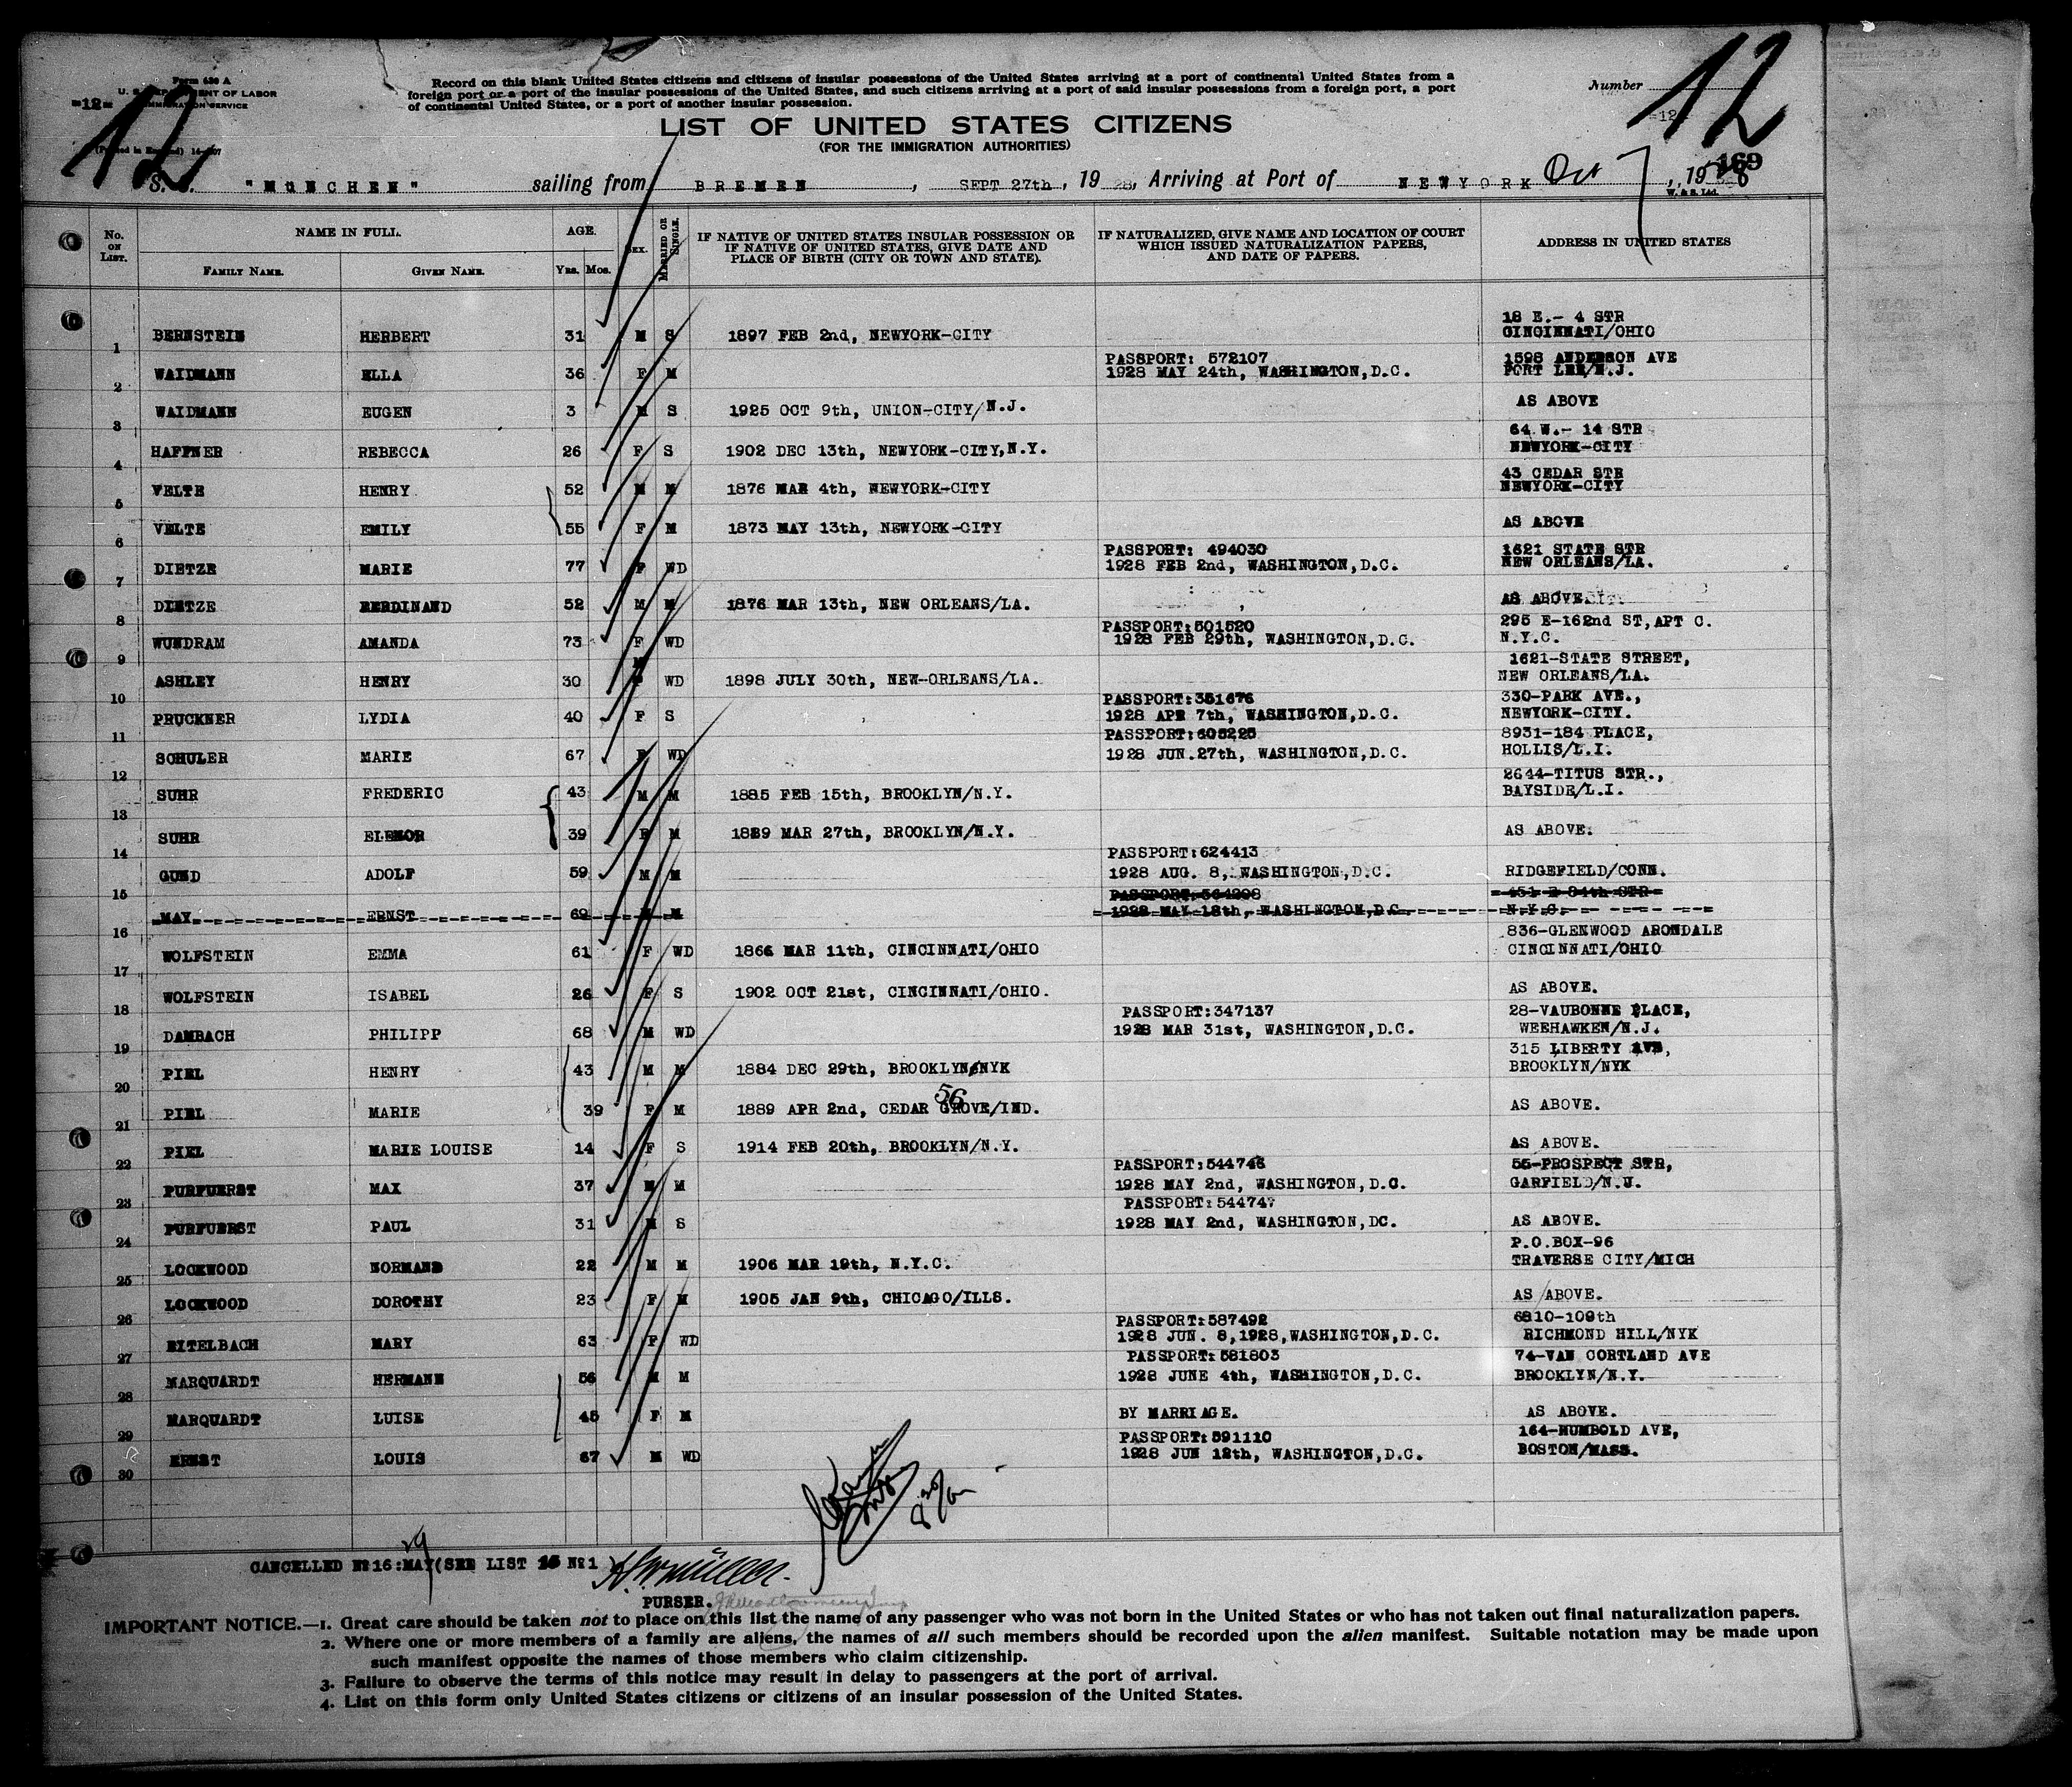 Form 630 A
U. S. DEPARTMENT OF LABOR
IMMIGRATION SERVICE
=12=
12
Record on this blank United States citizens and citizens of insular possessions of the United States arriving at a port of continental United States from a
foreign port or a port of the insular possessions of the United States, and such citizens arriving at a port of said insular possessions from a foreign port, a port
of continental United States, or a port of another insular possession.
Number
=12
12
LIST OF UNITED STATES CITIZENS
(FOR THE IMMIGRATION AUTHORITIES)
(Printed in England)
169
S. S. "MüNCHEN" sailing from BREMEN, SEPT 27th, 1928, Arriving at Port of NEWYORK Oct 7, 19
W. & S. Ltd.
No. ON LIST. NAME IN FULL. AGE. SEX. MARRIED OR SINGLE. IF NATIVE OF UNITED STATES INSULAR POSSESSION OR IF NATIVE OF UNITED STATES, GIVE DATE AND PLACE OF BIRTH (CITY OR TOWN AND STATE). IF NATURALIZED, GIVE NAME AND LOCATION OF COURT WHICH ISSUED NATURALIZATION PAPERS, AND DATE OF PAPERS. ADDRESS IN UNITED STATES
FAMILY NAME. GIVEN NAME. YRS. MOS.
18 E.- 4 STR
1 BERNSTEIN HERBERT 31 M S 1897 FEB 2nd, NEWYORK-CITY CINCINNATI/OHIO
PASSPORT: 572107 1598 ANDERSON AVE
2 WAIDMANN ELLA 36 F M 1928 MAY 24th, WASHINGTON,D.C. FORT LEE/N.J.
3 WAIDMANN EUGEN 3 M S 1925 OCT 9th, UNION-CITY/N.J. AS ABOVE
64 W.- 14 STR
4 HAFFNER REBECCA 26 F S 1902 DEC 13th, NEWYORK-CITY,N.Y. NEWYORK-CITY
43 CEDAR STR
5 VELTE HENRY 52 M M 1876 MAR 4th, NEWYORK-CITY NEWYORK-CITY
6 VELTE EMILY 55 F M 1873 MAY 13th, NEWYORK-CITY AS ABOVE
PASSPORT: 494030 1621 STATE STR
7 DIETZE MARIE 77 F WD 1928 FEB 2nd, WASHINGTON,D.C. NEW ORLEANS/LA.
8 DIETZE FERDINAND 52 M M 1876 MAR 13th, NEW ORLEANS/LA. AS ABOVE.
PASSPORT:501520 295 E-162nd ST,APT C.
9 WUNDRAM AMANDA 73 F WD 1928 FEB 29th, WASHINGTON,D.C. N.Y.C.
M 1621-STATE STREET,
10 ASHLEY HENRY 30 WD 1898 JULY 30th, NEW-ORLEANS/LA. NEW ORLEANS/LA.
PASSPORT:351676 330-PARK AVE.,
11 PRUCKNER LYDIA 40 F S 1928 APR 7th, WASHINGTON,D.C. NEWYORK-CITY.
PASSPORT:605225 8931-184 PLACE,
12 SCHULER MARIE 67 F WD 1928 JUN.27th, WASHINGTON,D.C. HOLLIS/L.I.
2644-TITUS STR.,
13 SUHR FREDERIC 43 M M 1885 FEB 15th, BROOKLYN/N.Y. BAYSIDE/L.I.
14 SUHR ELENOR 39 F M 1889 MAR 27th, BROOKLYN/N.Y. AS ABOVE.
PASSPORT:624413
15 GUND ADOLF 59 M M 1928 AUG. 8, WASHINGTON,D.C. RIDGEFIELD/CONN.
PASSPORT:564298 451 E 84th STR
16 MAY ERNST 69 M M 1928 MAY 18th, WASHINGTON,D.C. N.Y.C.
836-GLENWOOD ARONDALE
17 WOLFSTEIN EMMA 61 F WD 1866 MAR 11th, CINCINNATI/OHIO CINCINNATI/OHIO
18 WOLFSTEIN ISABEL 26 F S 1902 OCT 21st, CINCINNATI/OHIO. AS ABOVE.
PASSPORT:347137 28-VAUBONNE PLACE,
19 DAMBACH PHILIPP 68 M WD 1928 MAR 31st, WASHINGTON,D.C. WEEHAWKEN/N.J.
315 LIBERTY AVE,
20 PIEL HENRY 43 M M 1884 DEC 29th, BROOKLYN/NYK BROOKLYN/NYK
56
21 PIEL MARIE 39 F M 1889 APR 2nd, CEDAR GROVE/IND. AS ABOVE.
22 PIEL MARIE LOUISE 14 F S 1914 FEB 20th, BROOKLYN/N.Y. AS ABOVE.
PASSPORT:544746 55-PROSPECT STR,
23 PURFUERST MAX 37 M M 1928 MAY 2nd, WASHINGTON,D.C. GARFIELD/N.J.
PASSPORT:544747
24 PURFUERST PAUL 31 M S 1928 MAY 2nd, WASHINGTON,DC. AS ABOVE.
P.O.BOX-96
25 LOCKWOOD NORMAND 22 M M 1906 MAR 19th, N.Y.C. TRAVERSE CITY/MICH
26 LOCKWOOD DOROTHY 23 F M 1905 JAN 9th, CHICAGO/ILLS. AS ABOVE.
PASSPORT:587492 6810-109th
27 EITELBACH MARY 63 F WD 1928 JUN. 8,1928,WASHINGTON,D.C. RICHMOND HILL/NYK
PASSPORT:581803 74-VAN CORTLAND AVE
28 MARQUARDT HERMANN 56 M M 1928 JUNE 4th, WASHINGTON,D.C. BROOKLYN/N.Y.
29 MARQUARDT LUISE 45 F M BY MARRIAGE. AS ABOVE.
PASSPORT:591110 164-HUMBOLD AVE,
30 ERNST LOUIS 67 M WD 1928 JUN 12th, WASHINGTON,D.C. BOSTON/MASS.
29
CANCELLED №16:MAY(SEE LIST 15 №1
PURSER.
IMPORTANT NOTICE.—1. Great care should be taken not to place on this list the name of any passenger who was not born in the United States or who has not taken out final naturalization papers.
2. Where one or more members of a family are aliens, the names of all such members should be recorded upon the alien manifest. Suitable notation may be made upon
such manifest opposite the names of those members who claim citizenship.
3. Failure to observe the terms of this notice may result in delay to passengers at the port of arrival.
4. List on this form only United States citizens or citizens of an insular possession of the United States.